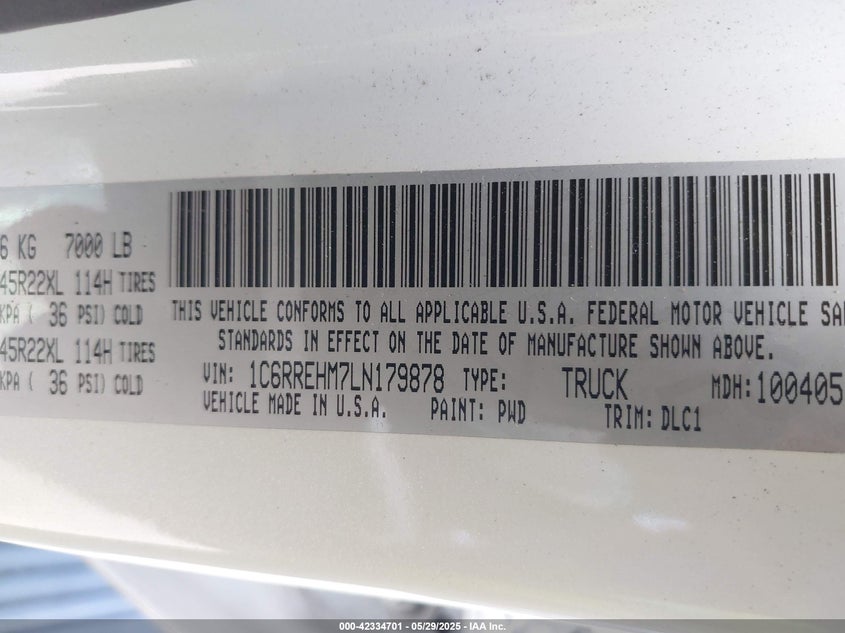 6 KG 7000 LB
45R22XL 114H TIRES
KPA ( 36 PSI) COLD
45R22XL 114H TIRES
KPA ( 36 PSI) COLD
THIS VEHICLE CONFORMS TO ALL APPLICABLE U.S.A. FEDERAL MOTOR VEHICLE SA
STANDARDS IN EFFECT ON THE DATE OF MANUFACTURE SHOWN ABOVE.
VIN: 1C6RREHM7LN179878 TYPE: TRUCK MDH: 100405
VEHICLE MADE IN U.S.A. PAINT: PWD TRIM: DLC1
000-42334701 - 05/29/2025 - IAA Inc.